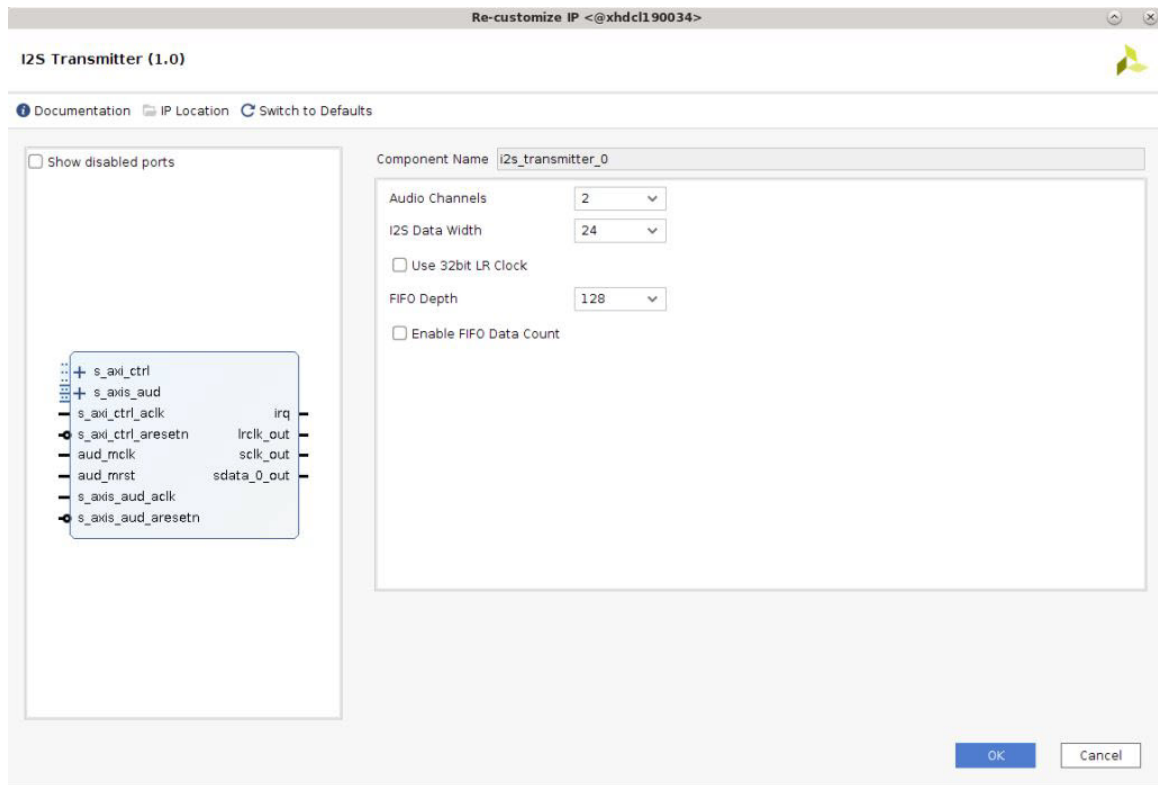 Re-customize IP <@xhdcl190034>
I2S Transmitter (1.0)
Documentation IP Location Switch to Defaults
Show disabled ports
s_axi_ctrl
s_axis_aud
s_axi_ctrl_aclk irq
s_axi_ctrl_aresetn lrclk_out
aud_mclk sclk_out
aud_mrst sdata_0_out
s_axis_aud_aclk
s_axis_aud_aresetn
Component Name i2s_transmitter_0
Audio Channels 2
I2S Data Width 24
Use 32bit LR Clock
FIFO Depth 128
Enable FIFO Data Count
OK Cancel